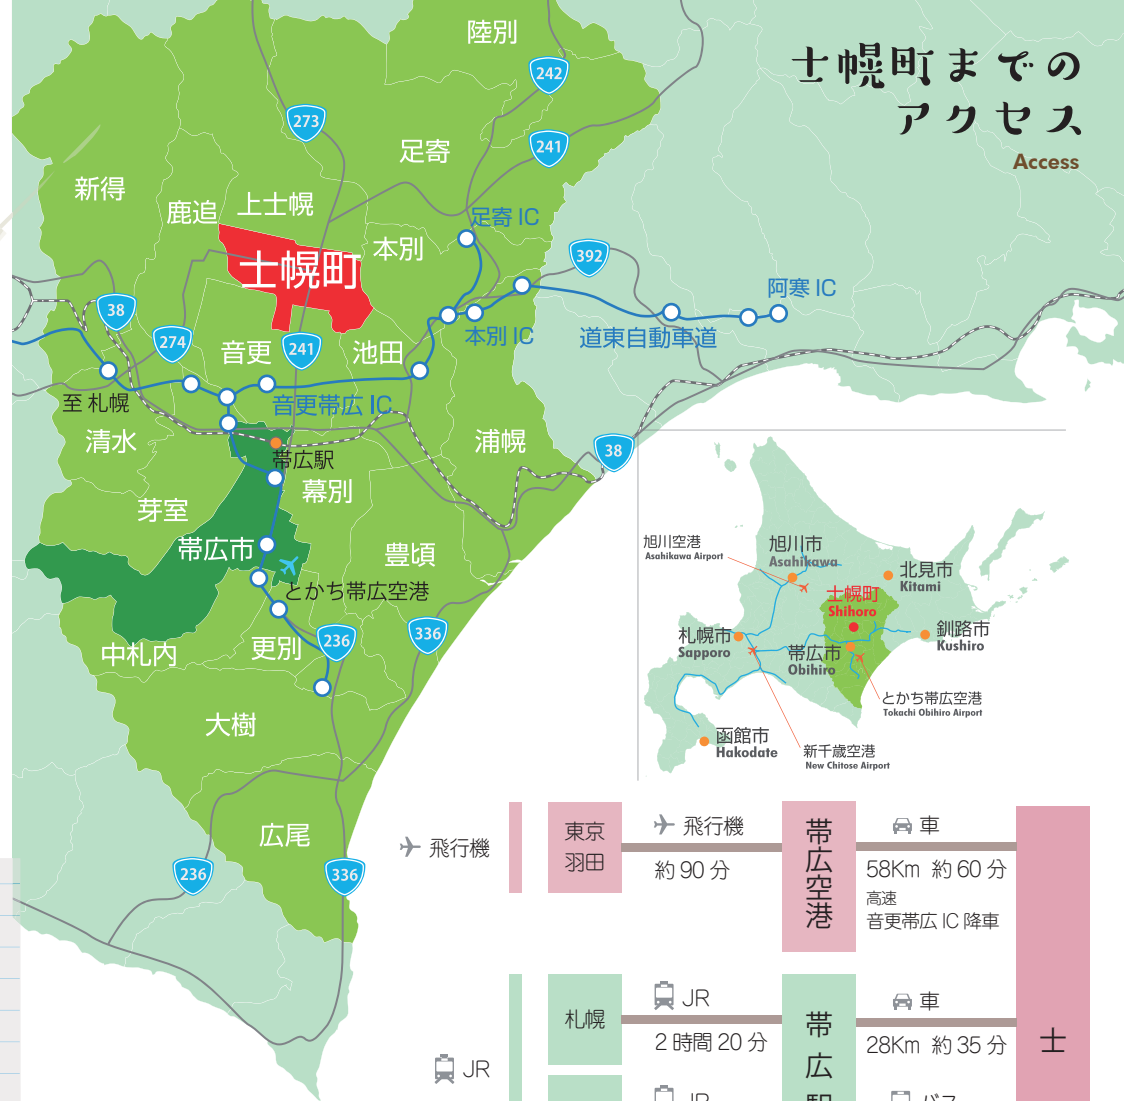 士幌町までの
アクセス
Access
陸別
242
273
241
足寄
新得
鹿追
上士幌
足寄 IC
本別
392
士幌町
阿寒 IC
38
本別 IC
道東自動車道
274
音更
241
池田
至 札幌
音更帯広 IC
清水
浦幌
38
帯広駅
幕別
芽室
帯広市
豊頃
とかち帯広空港
中札内
更別
236
336
大樹
広尾
236
336
旭川空港
Asahikawa Airport
旭川市
Asahikawa
北見市
Kitami
士幌町
Shihoro
札幌市
Sapporo
帯広市
Obihiro
釧路市
Kushiro
とかち帯広空港
Tokachi Obihiro Airport
函館市
Hakodate
新千歳空港
New Chitose Airport
飛行機
東京
羽田
飛行機
約 90 分
帯広空港
車
58Km 約 60 分
高速
音更帯広 IC 降車
JR
札幌
JR
2 時間 20 分
帯広
車
28Km 約 35 分
士